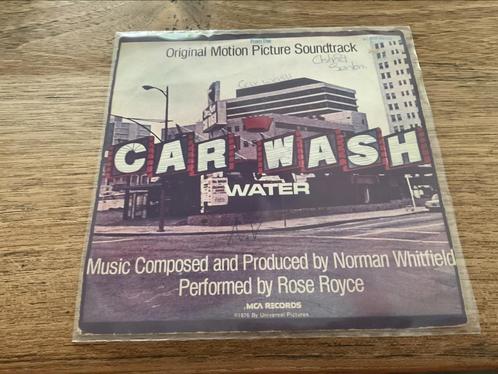 From The
Original Motion Picture Soundtrack
CAR WASH
WATER
Music Composed and Produced by Norman Whitfield
Performed by Rose Royce
MCA RECORDS
©1976 By Universal Pictures.